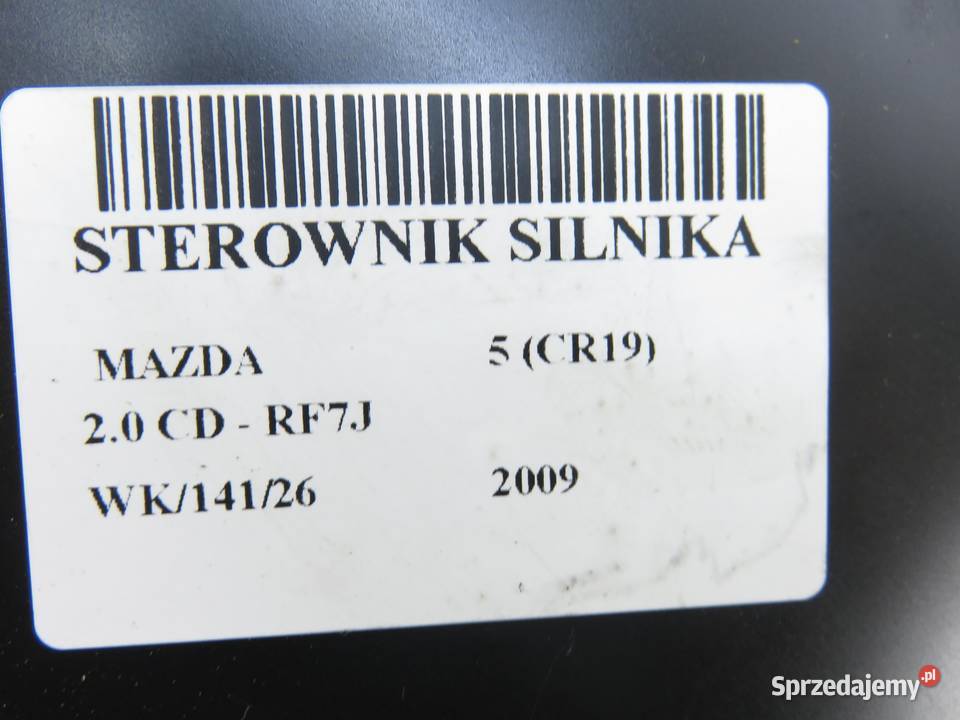 STEROWNIK SILNIKA
MAZDA 5 (CR19)
2.0 CD - RF7J
WK/141/26 2009
Sprzedajemy.pl